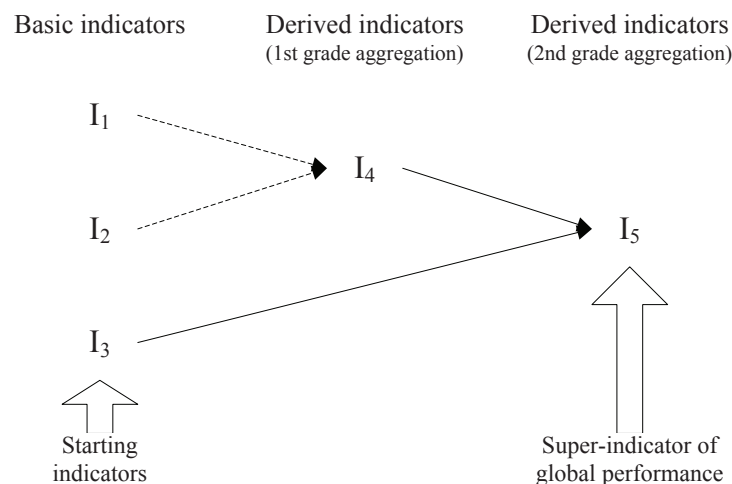 Basic indicators
Derived indicators
(1st grade aggregation)
Derived indicators
(2nd grade aggregation)
I1
I4
I2
I5
I3
Starting
indicators
Super-indicator of
global performance